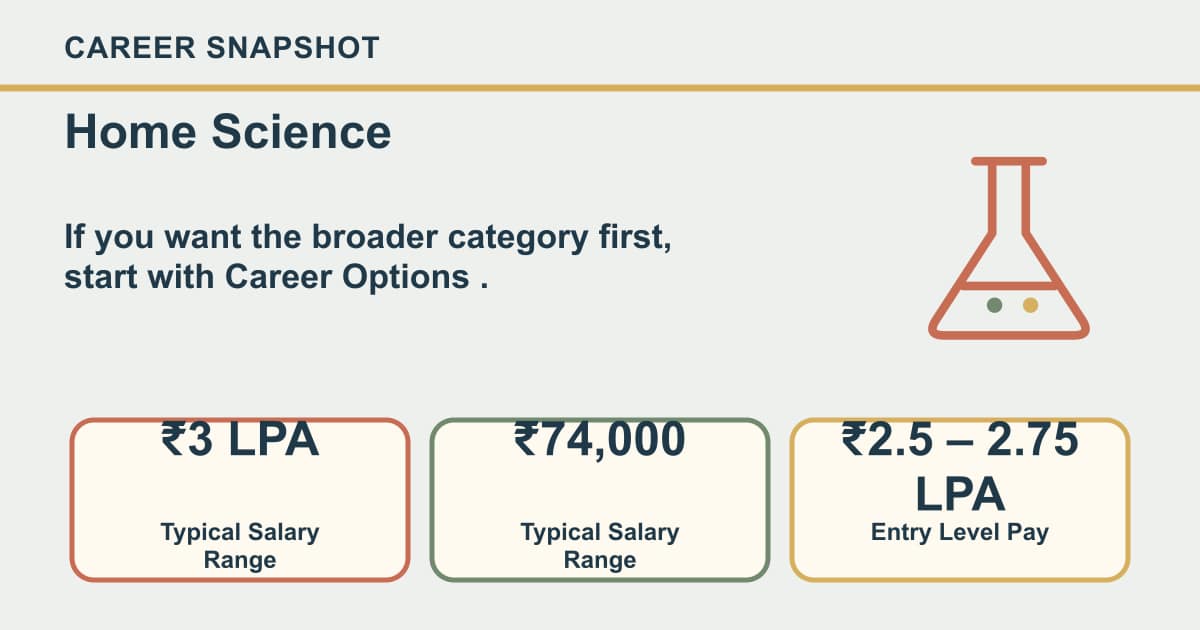 CAREER SNAPSHOT
Home Science
If you want the broader category first,
start with Career Options .
₹3 LPA
Typical Salary
Range
₹74,000
Typical Salary
Range
₹2.5 – 2.75
LPA
Entry Level Pay